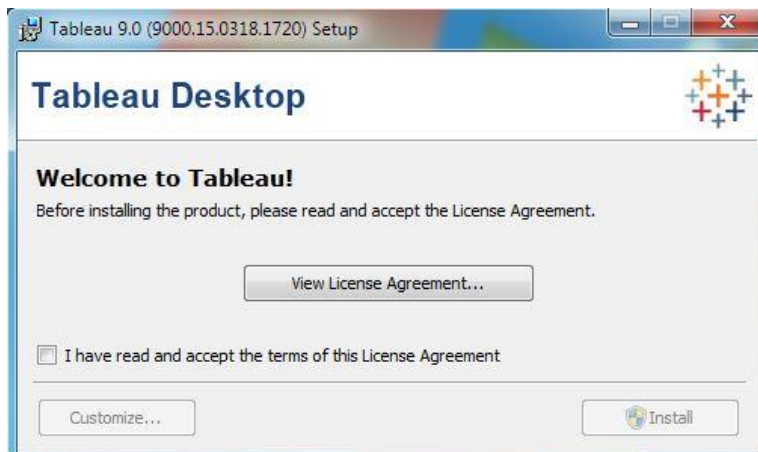 Tableau 9.0 (9000.15.0318.1720) Setup
Tableau Desktop
Welcome to Tableau!
Before installing the product, please read and accept the License Agreement.
View License Agreement...
I have read and accept the terms of this License Agreement
Customize...
Install